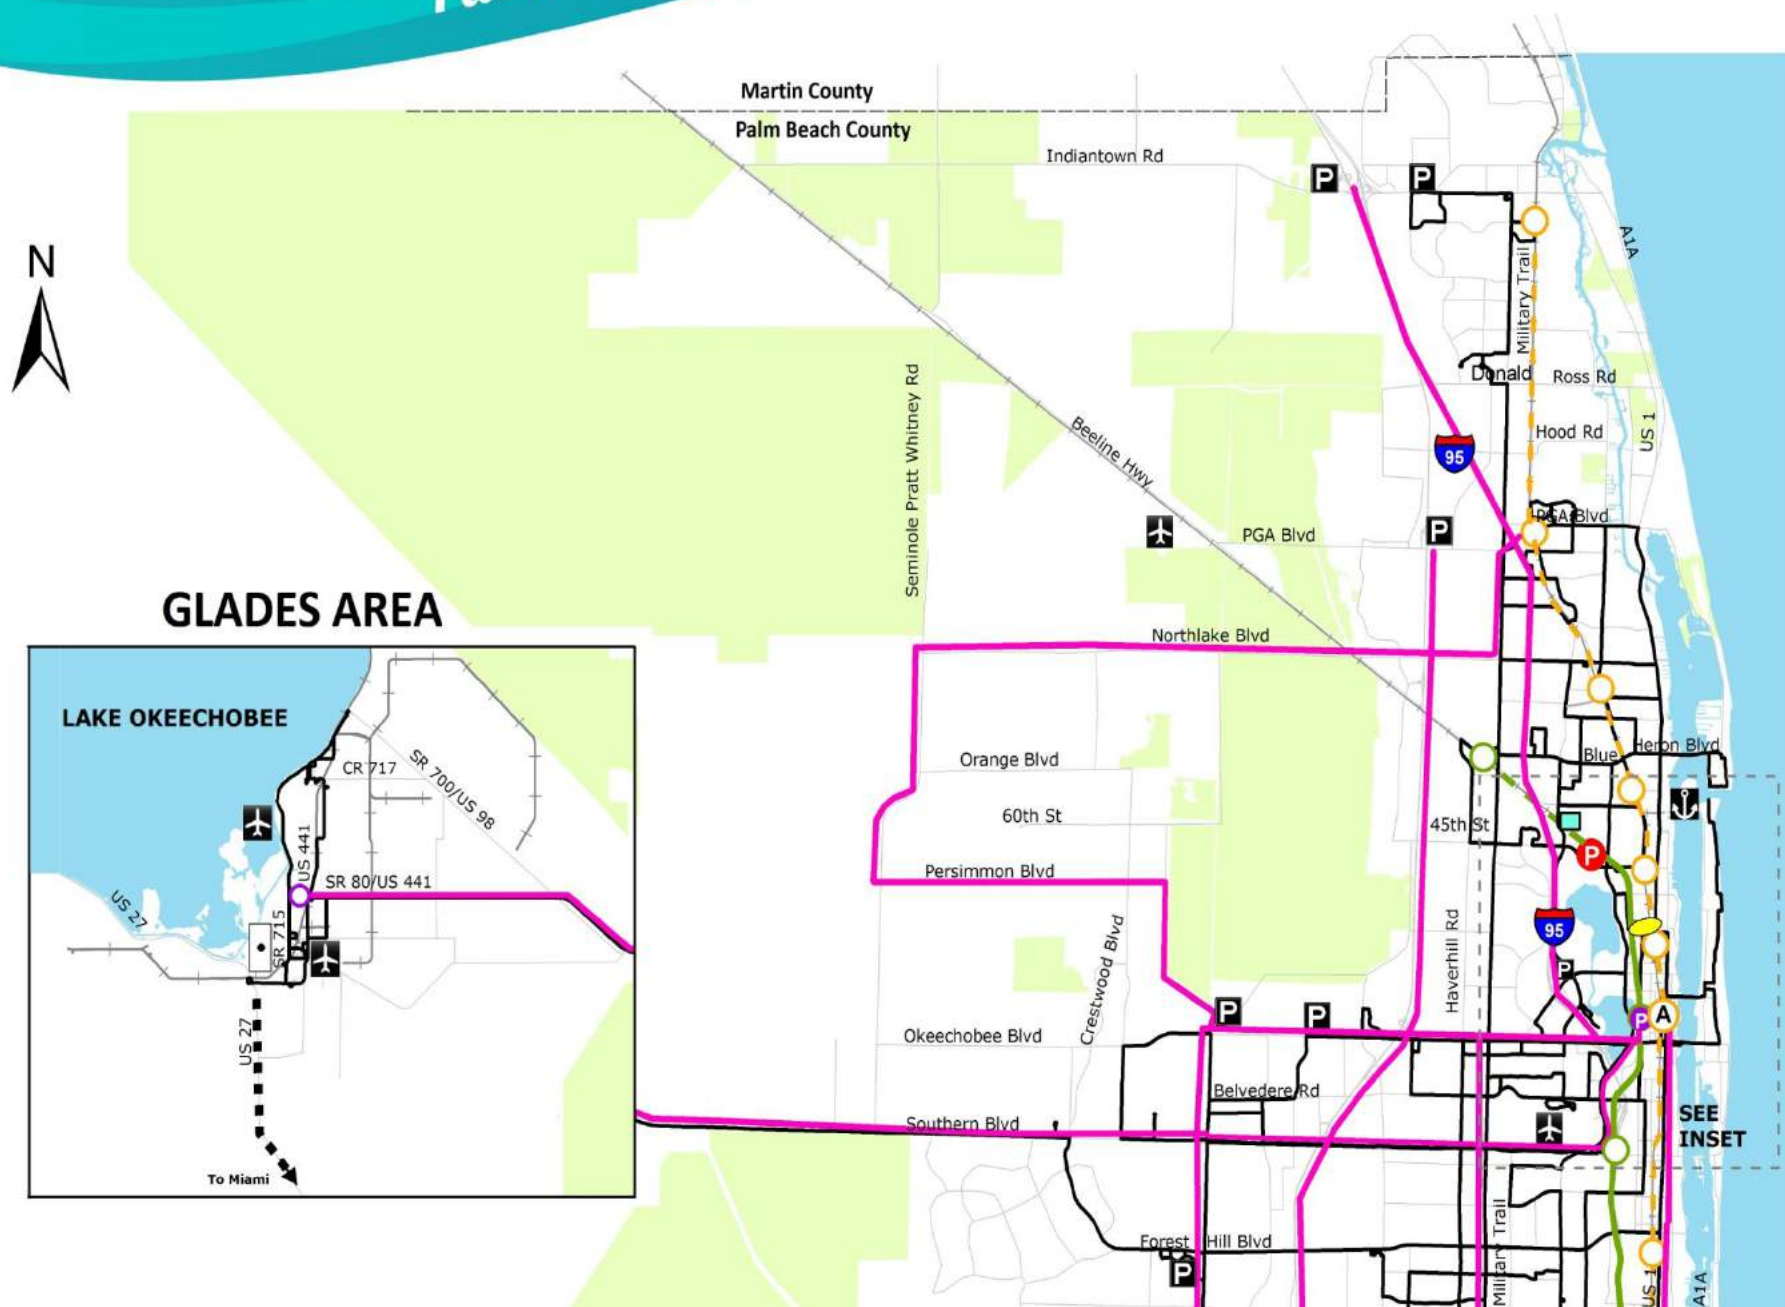 Martin County
Palm Beach County
Indiantown Rd
P
P
A1A
N
Military Trail
Seminole Pratt Whitney Rd
Donald Ross Rd
Beeline Hwy
Hood Rd
US 1
95
PGA Blvd
P
PGA Blvd
GLADES AREA
Northlake Blvd
LAKE OKEECHOBEE
CR 717
SR 700/US 98
Orange Blvd
Blue Heron Blvd
60th St
45th St
US 441
P
Persimmon Blvd
SR 80/US 441
US 27
SR 715
Crestwood Blvd
Haverhill Rd
95
P
P
P
P
A
US 27
Okeechobee Blvd
Belvedere Rd
Southern Blvd
SEE
INSET
To Miami
Forest Hill Blvd
P
Military Trail
US 1
A1A